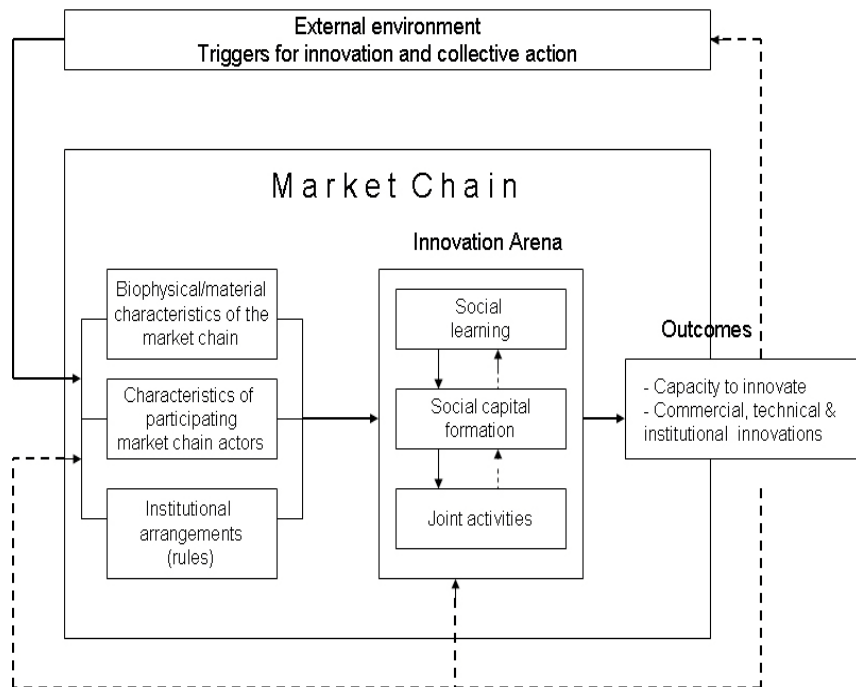 External environment
Triggers for innovation and collective action
Market Chain
Innovation Arena
Biophysical/material
characteristics of the
market chain
Characteristics of
participating
market chain actors
Institutional
arrangements
(rules)
Social
learning
Social capital
formation
Joint activities
Outcomes
- Capacity to innovate
- Commercial, technical &
institutional innovations